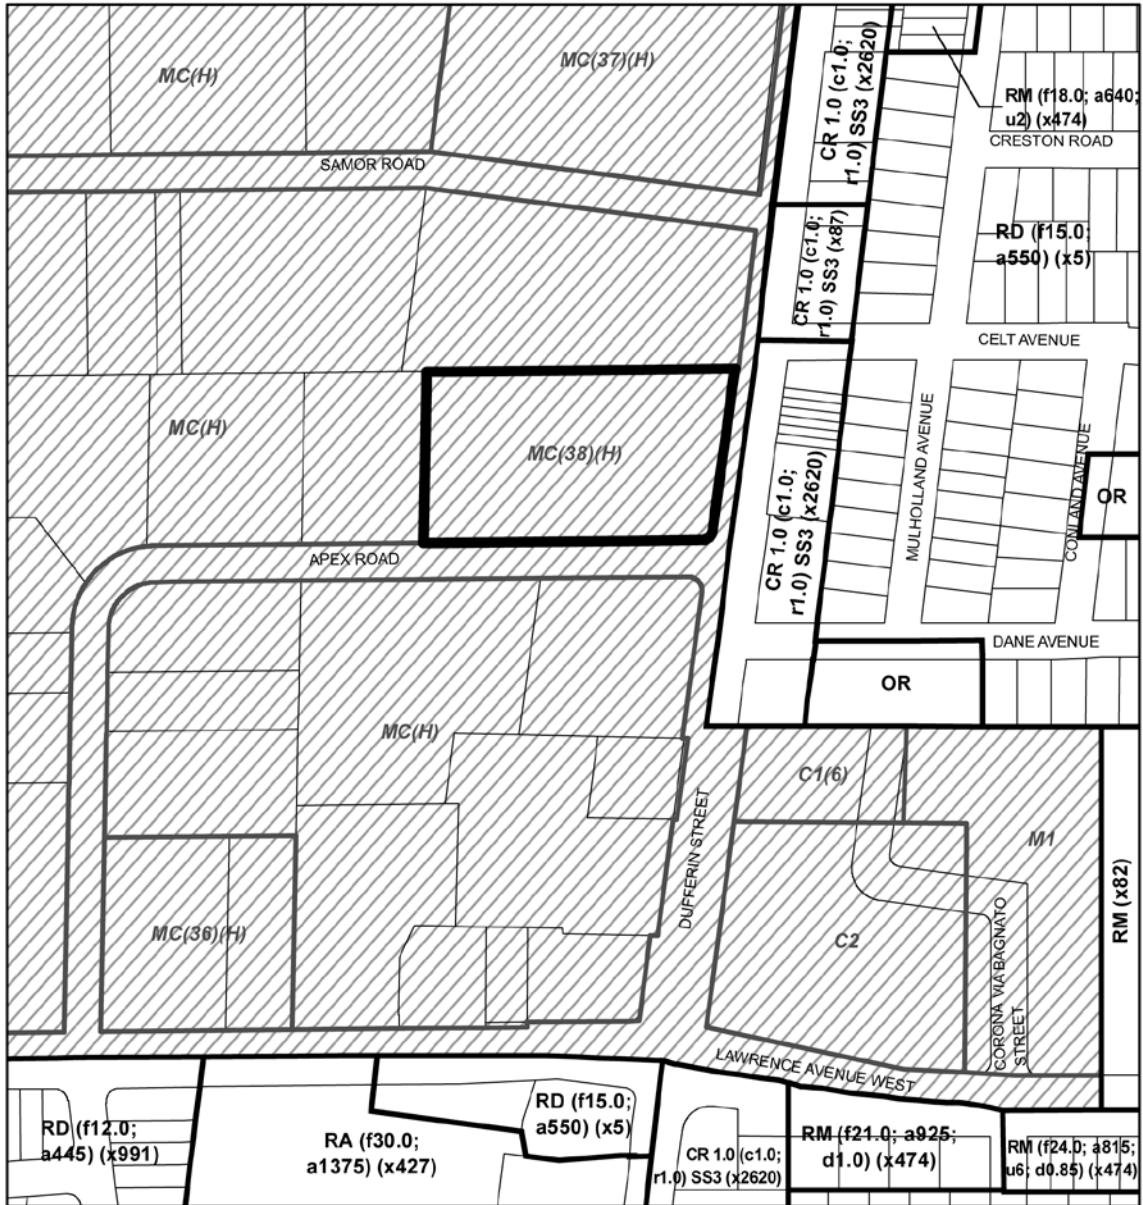 MC(H)
MC(37)(H)
CR 1.0 (c1.0;
r1.0) SS3 (x2620)
RM (f18.0; a640;
u2) (x474)
CRESTON ROAD
SAMOR ROAD
CR 1.0 (c1.0;
r1.0) SS3 (x87)
RD (f15.0;
a550) (x5)
CELT AVENUE
MC(H)
MC(38)(H)
CR 1.0 (c1.0;
r1.0) SS3 (x2620)
MULHOLLAND AVENUE
CONLAND AVENUE
OR
APEX ROAD
DANE AVENUE
OR
MC(H)
C1(6)
DUFFERIN STREET
M1
RM (x82)
MC(36)(H)
C2
CORONA VIA BAGNATO
STREET
LAWRENCE AVENUE WEST
RD (f12.0;
a445) (x991)
RA (f30.0;
a1375) (x427)
RD (f15.0;
a550) (x5)
CR 1.0 (c1.0;
r1.0) SS3 (x2620)
RM (f21.0; a925;
d1.0) (x474)
RM (f24.0; a815;
u6; d0.85) (x474)